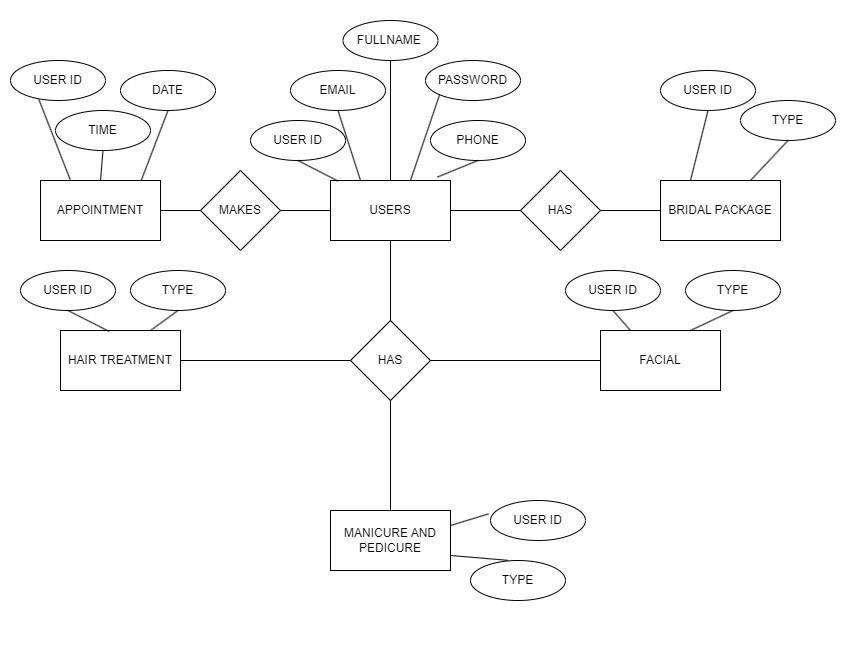 FULLNAME
USER ID
DATE
EMAIL
PASSWORD
USER ID
TYPE
TIME
USER ID
PHONE
APPOINTMENT
MAKES
USERS
HAS
BRIDAL PACKAGE
USER ID
TYPE
USER ID
TYPE
HAIR TREATMENT
HAS
FACIAL
MANICURE AND
PEDICURE
USER ID
TYPE